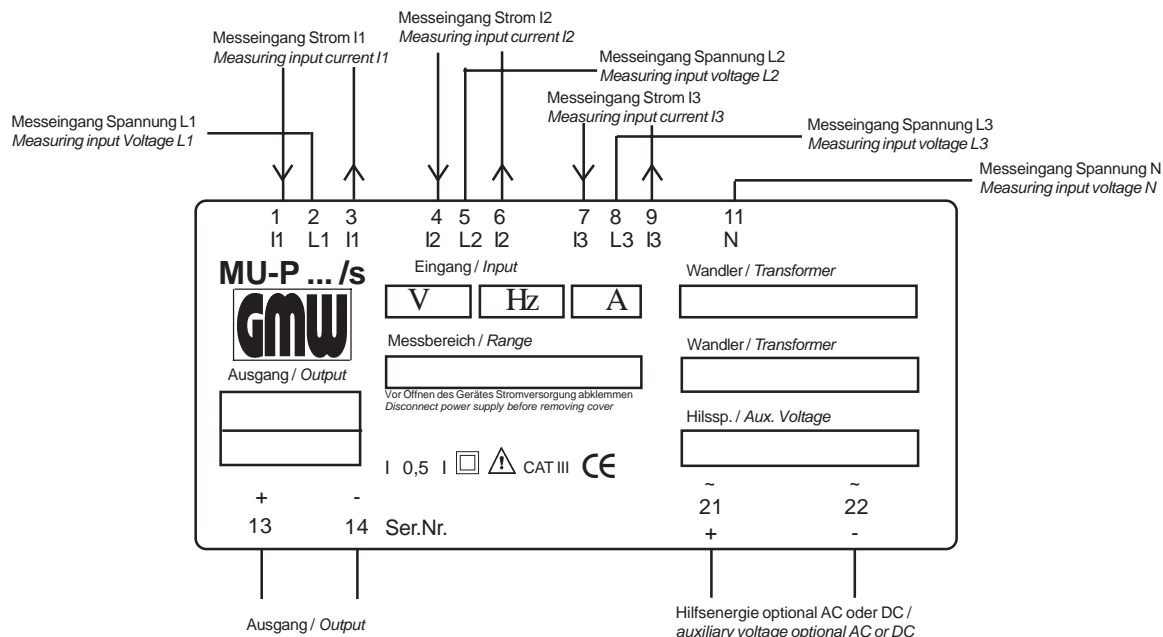 Messeingang Strom I1
Measuring input current I1
Messeingang Strom I2
Measuring input current I2
Messeingang Spannung L2
Measuring input voltage L2
Messeingang Strom I3
Measuring input current I3
Messeingang Spannung L1
Measuring input Voltage L1
Messeingang Spannung L3
Measuring input voltage L3
Messeingang Spannung N
Measuring input voltage N
1 2 3 4 5 6 7 8 9 11
I1 L1 I1 I2 L2 I2 I3 L3 I3 N
MU-P ... /s
GMW
Ausgang / Output
Eingang / Input
V Hz A
Messbereich / Range
Vor Öffnen des Gerätes Stromversorgung abklemmen
Disconnect power supply before removing cover
Wandler / Transformer
Wandler / Transformer
Hilssp. / Aux. Voltage
I 0,5 I CAT III CE
+ -
13 14 Ser.Nr.
~ ~
21 22
+ -
Ausgang / Output
Hilfsenergie optional AC oder DC /
auxiliary voltage optional AC or DC